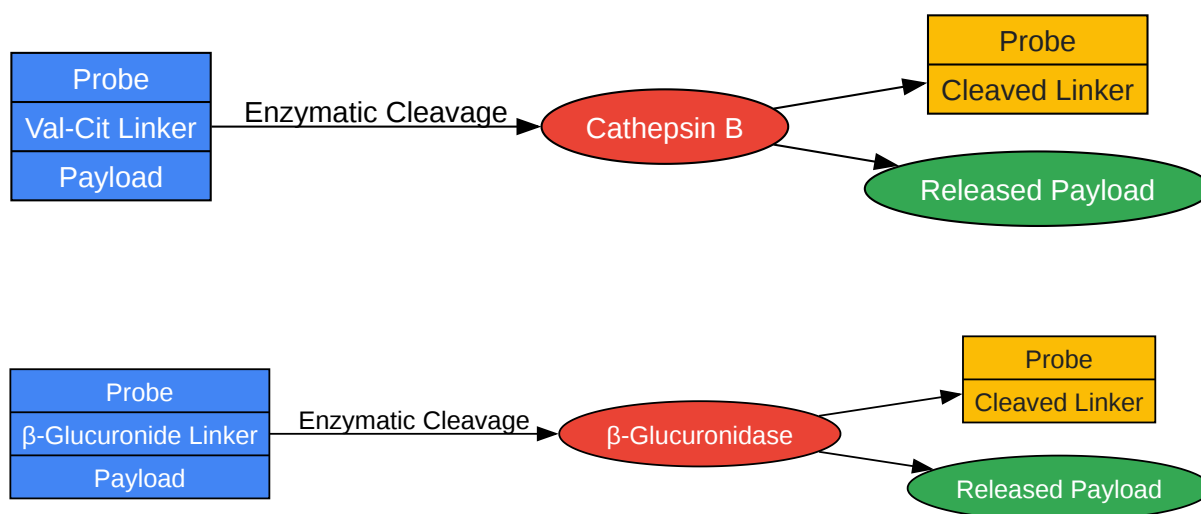 Probe
Val-Cit Linker
Payload
Enzymatic Cleavage
Cathepsin B
Probe
Cleaved Linker
Released Payload
Probe
β-Glucuronide Linker
Payload
Enzymatic Cleavage
β-Glucuronidase
Probe
Cleaved Linker
Released Payload